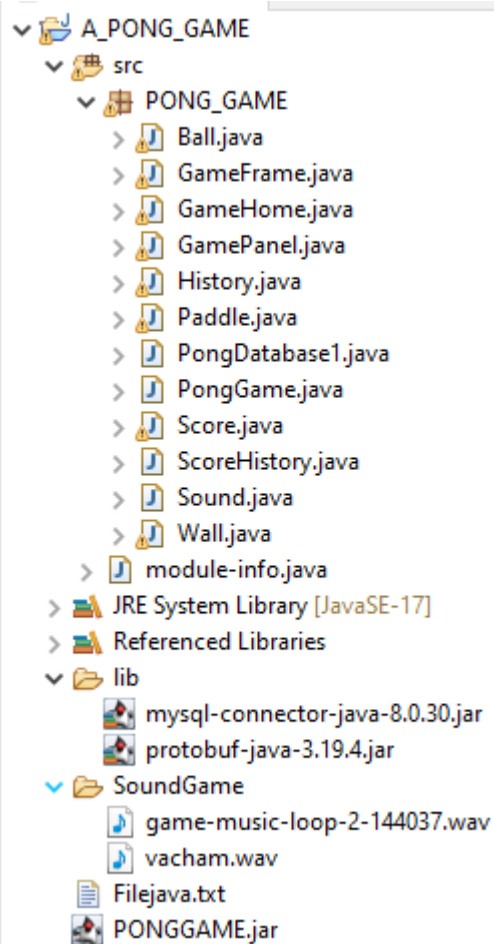 A_PONG_GAME
src
PONG_GAME
Ball.java
GameFrame.java
GameHome.java
GamePanel.java
History.java
Paddle.java
PongDatabase1.java
PongGame.java
Score.java
ScoreHistory.java
Sound.java
Wall.java
module-info.java
JRE System Library [JavaSE-17]
Referenced Libraries
lib
mysql-connector-java-8.0.30.jar
protobuf-java-3.19.4.jar
SoundGame
game-music-loop-2-144037.wav
vacham.wav
Filejava.txt
PONGGAME.jar